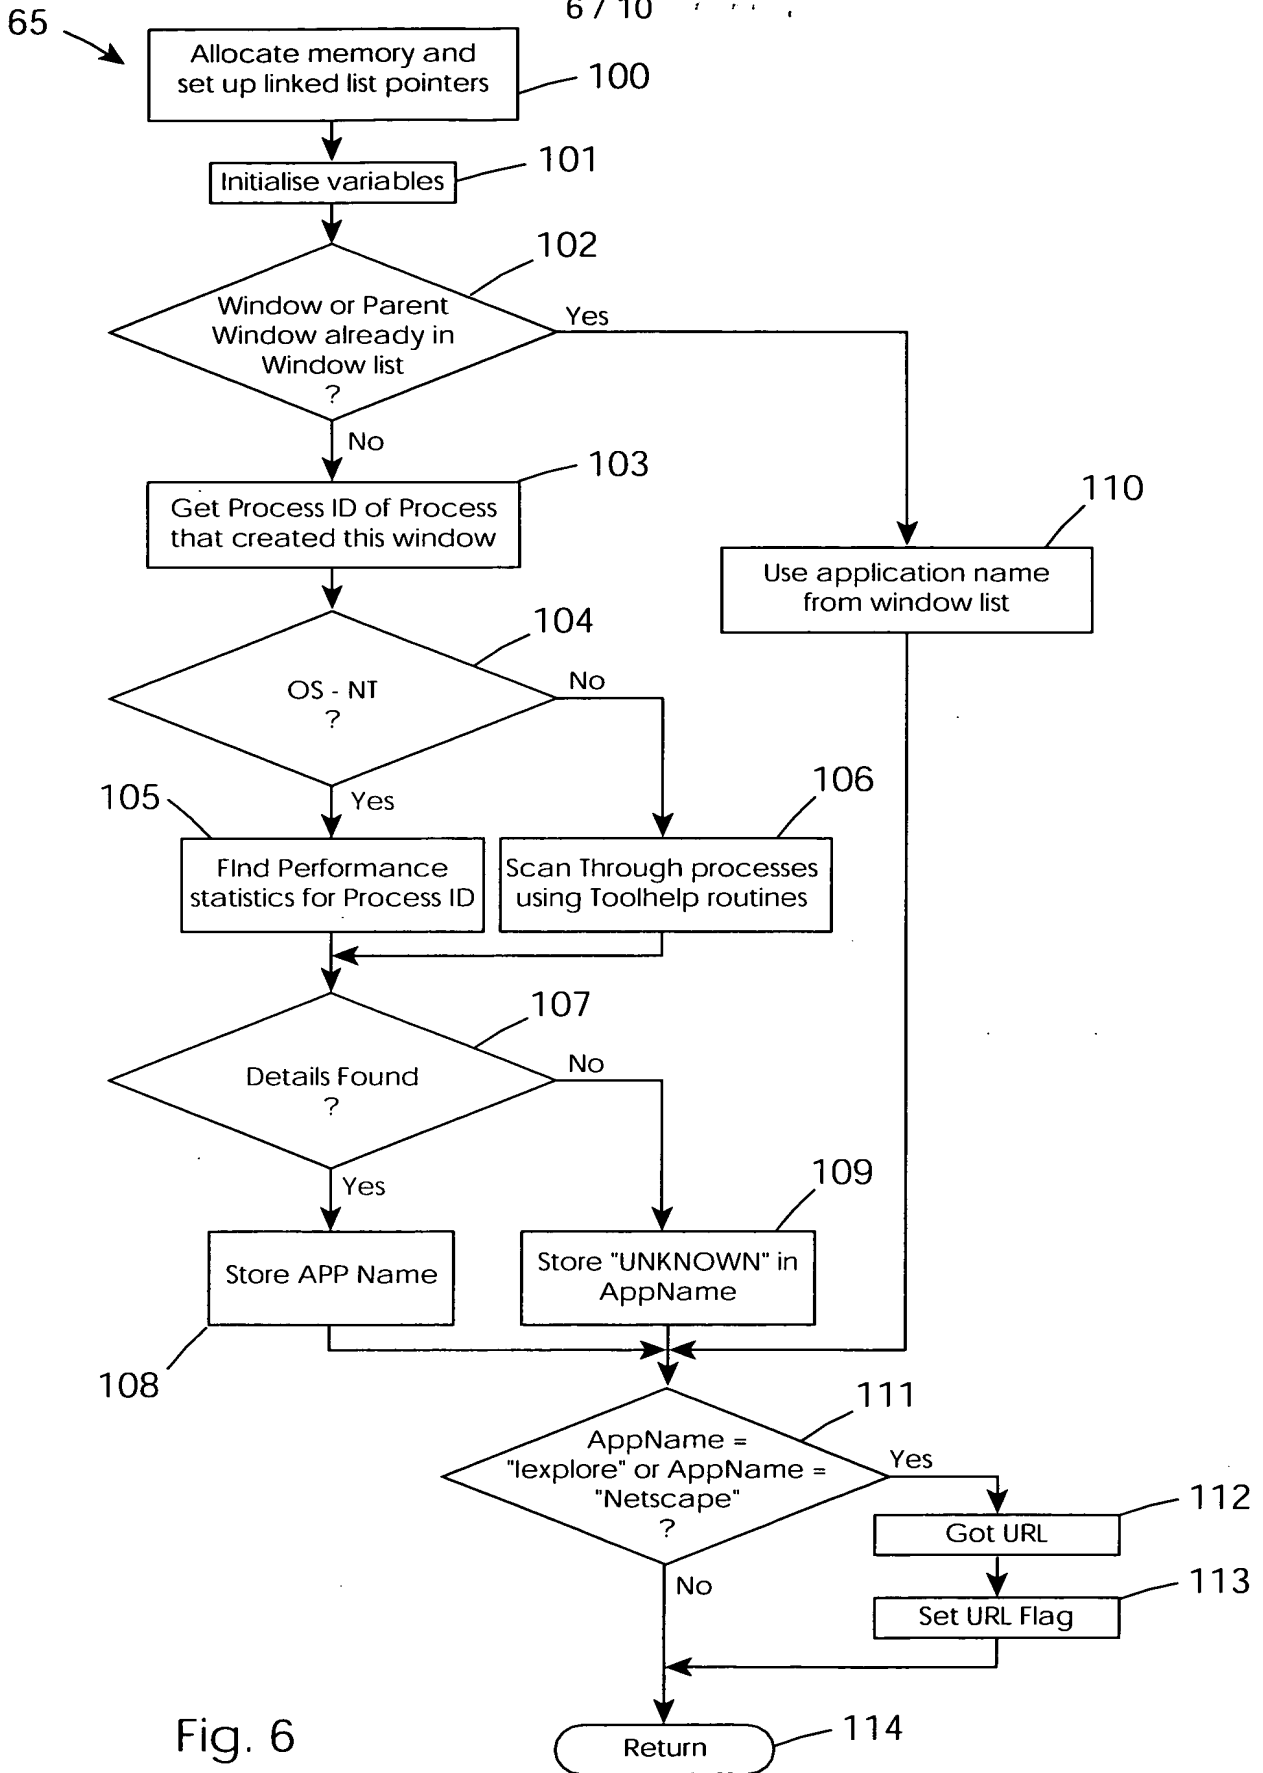 6 / 10
65
Allocate memory and
set up linked list pointers
100
Initialise variables
101
102
Window or Parent
Window already in
Window list
?
Yes
No
103
Get Process ID of Process
that created this window
110
Use application name
from window list
104
OS - NT
?
No
Yes
105
106
FInd Performance
statistics for Process ID
Scan Through processes
using Toolhelp routines
107
Details Found
?
No
Yes
109
Store APP Name
Store "UNKNOWN" in
AppName
108
111
AppName =
"Iexplore" or AppName =
"Netscape"
?
Yes
No
112
Got URL
113
Set URL Flag
Fig. 6
Return
114